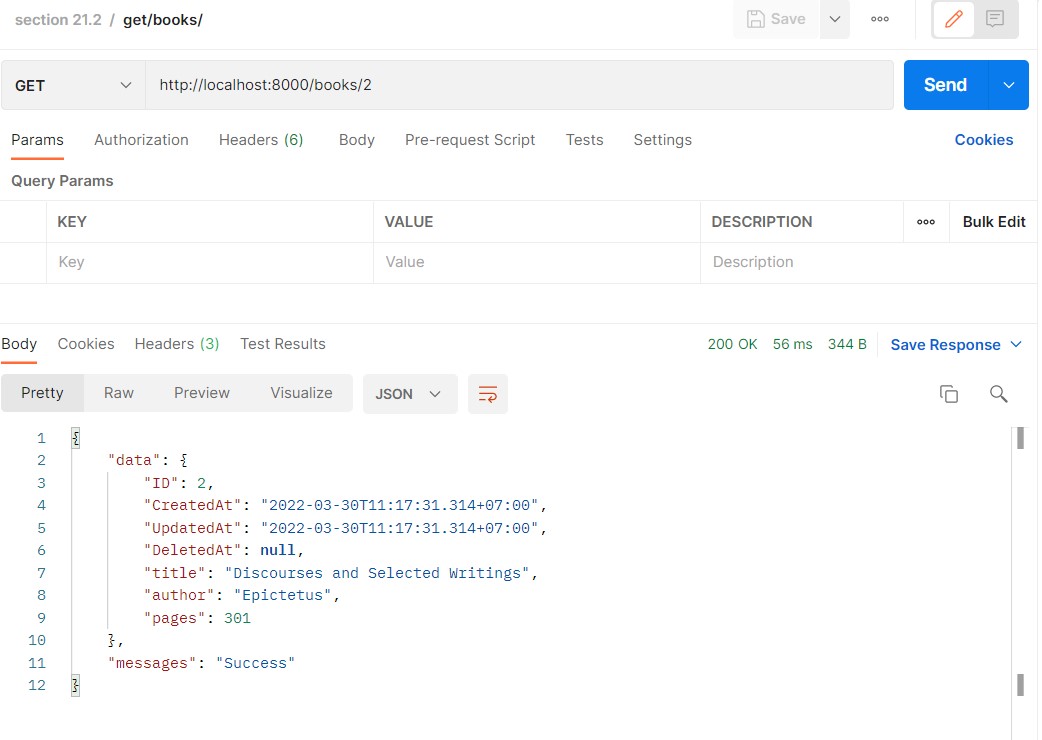 section 21.2 / get/books/ Save
GET http://localhost:8000/books/2 Send
Params Authorization Headers (6) Body Pre-request Script Tests Settings Cookies
Query Params
KEY VALUE DESCRIPTION Bulk Edit
Key Value Description
Body Cookies Headers (3) Test Results 200 OK 56 ms 344 B Save Response
Pretty Raw Preview Visualize JSON
1 {
2 "data": {
3 "ID": 2,
4 "CreatedAt": "2022-03-30T11:17:31.314+07:00",
5 "UpdatedAt": "2022-03-30T11:17:31.314+07:00",
6 "DeletedAt": null,
7 "title": "Discourses and Selected Writings",
8 "author": "Epictetus",
9 "pages": 301
10 },
11 "messages": "Success"
12 }